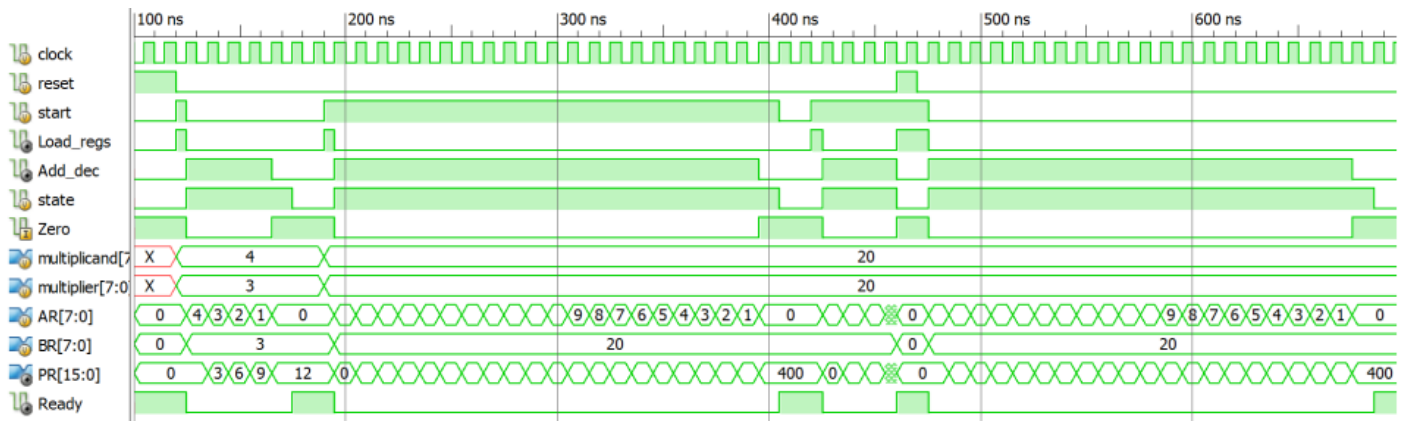 100 ns 200 ns 300 ns 400 ns 500 ns 600 ns
clock
reset
start
Load_regs
Add_dec
state
Zero
multiplicand[7 X 4 20
multiplier[7:0 X 3 20
AR[7:0] 0 4 3 2 1 0 9 8 7 6 5 4 3 2 1 0 0 9 8 7 6 5 4 3 2 1 0
BR[7:0] 0 3 20 0 20
PR[15:0] 0 3 6 9 12 0 400 0 0 400
Ready